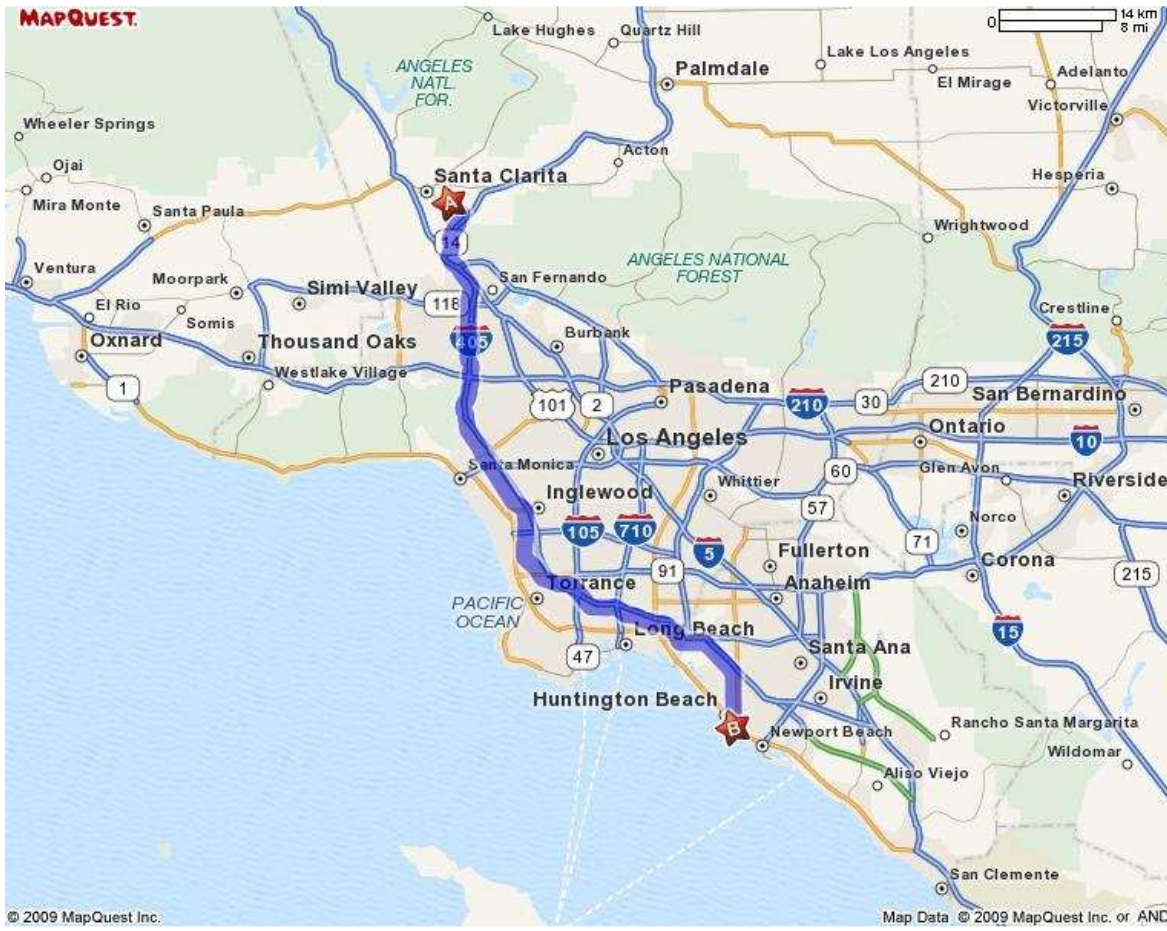 MAPQUEST.
0
14 km
8 mi
Lake Hughes
Quartz Hill
Lake Los Angeles
ANGELES
NATL.
FOR.
Palmdale
El Mirage
Adelanto
Victorville
Wheeler Springs
Ojai
Acton
Santa Clarita
Hesperia
Mira Monte
A
Santa Paula
Wrightwood
14
ANGELES NATIONAL
FOREST
Ventura
Moorpark
San Fernando
Simi Valley
118
El Rio
Somis
Crestline
Burbank
405
215
Oxnard
Thousand Oaks
Westlake Village
1
Pasadena
210
San Bernardino
101
2
210
30
Los Angeles
Ontario
10
Santa Monica
60
Glen Avon
Whittier
Riverside
Inglewood
57
Norco
105
710
5
71
Fullerton
91
Corona
215
Torrance
Anaheim
PACIFIC
OCEAN
Long Beach
15
47
Santa Ana
Irvine
Huntington Beach
B
Newport Beach
Rancho Santa Margarita
Wildomar
Aliso Viejo
San Clemente
© 2009 MapQuest Inc.
Map Data © 2009 MapQuest Inc. or AND